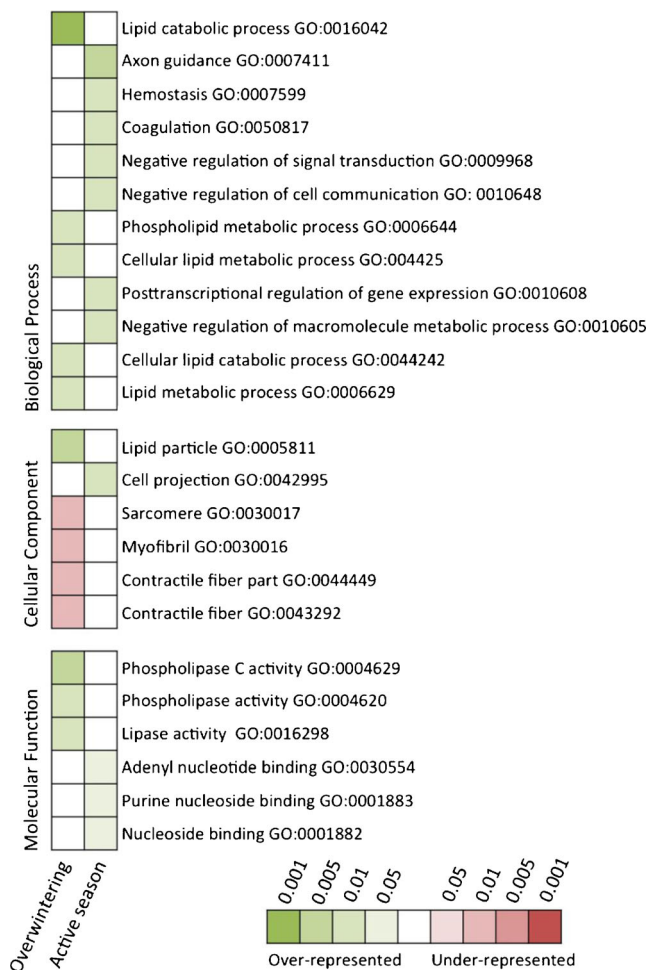 Lipid catabolic process GO:0016042
Axon guidance GO:0007411
Hemostasis GO:0007599
Coagulation GO:0050817
Negative regulation of signal transduction GO:0009968
Negative regulation of cell communication GO: 0010648
Phospholipid metabolic process GO:0006644
Cellular lipid metabolic process GO:004425
Posttranscriptional regulation of gene expression GO:0010608
Negative regulation of macromolecule metabolic process GO:0010605
Cellular lipid catabolic process GO:0044242
Lipid metabolic process GO:0006629
Biological Process
Lipid particle GO:0005811
Cell projection GO:0042995
Sarcomere GO:0030017
Myofibril GO:0030016
Contractile fiber part GO:0044449
Contractile fiber GO:0043292
Cellular Component
Phospholipase C activity GO:0004629
Phospholipase activity GO:0004620
Lipase activity GO:0016298
Adenyl nucleotide binding GO:0030554
Purine nucleoside binding GO:0001883
Nucleoside binding GO:0001882
Molecular Function
Overwintering
Active season
0.001 0.005 0.01 0.05 0.05 0.01 0.005 0.001
Over-represented Under-represented